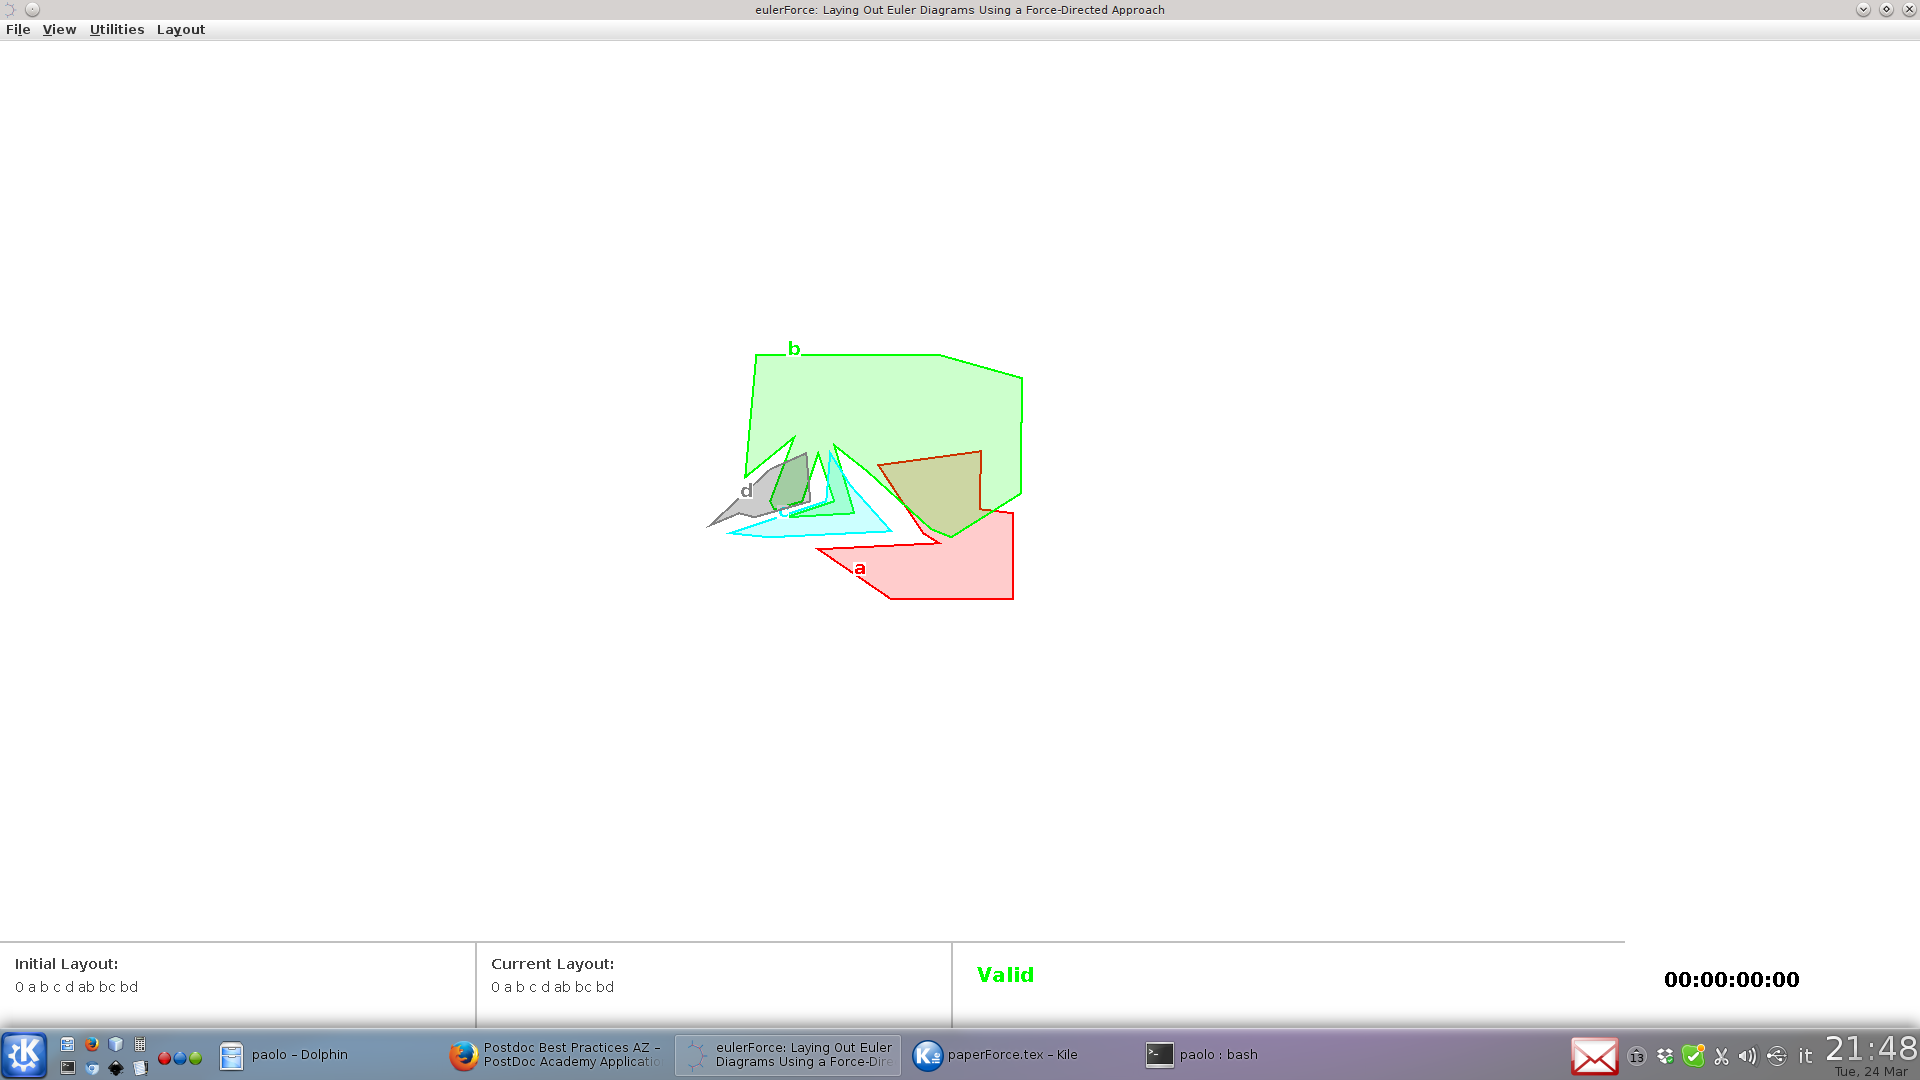 eulerForce: Laying Out Euler Diagrams Using a Force-Directed Approach
File View Utilities Layout
b
d
c
a
Initial Layout:
0 a b c d ab bc bd
Current Layout:
0 a b c d ab bc bd
Valid
00:00:00:00
paolo – Dolphin
Postdoc Best Practices AZ –
PostDoc Academy Applicatio
eulerForce: Laying Out Euler
Diagrams Using a Force-Dire
paperForce.tex – Kile
paolo : bash
13
it
21:48
Tue, 24 Mar